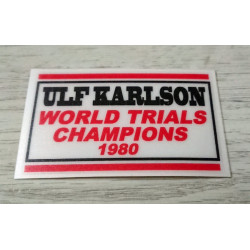 ULF KARLSON
WORLD TRIALS
CHAMPIONS
1980